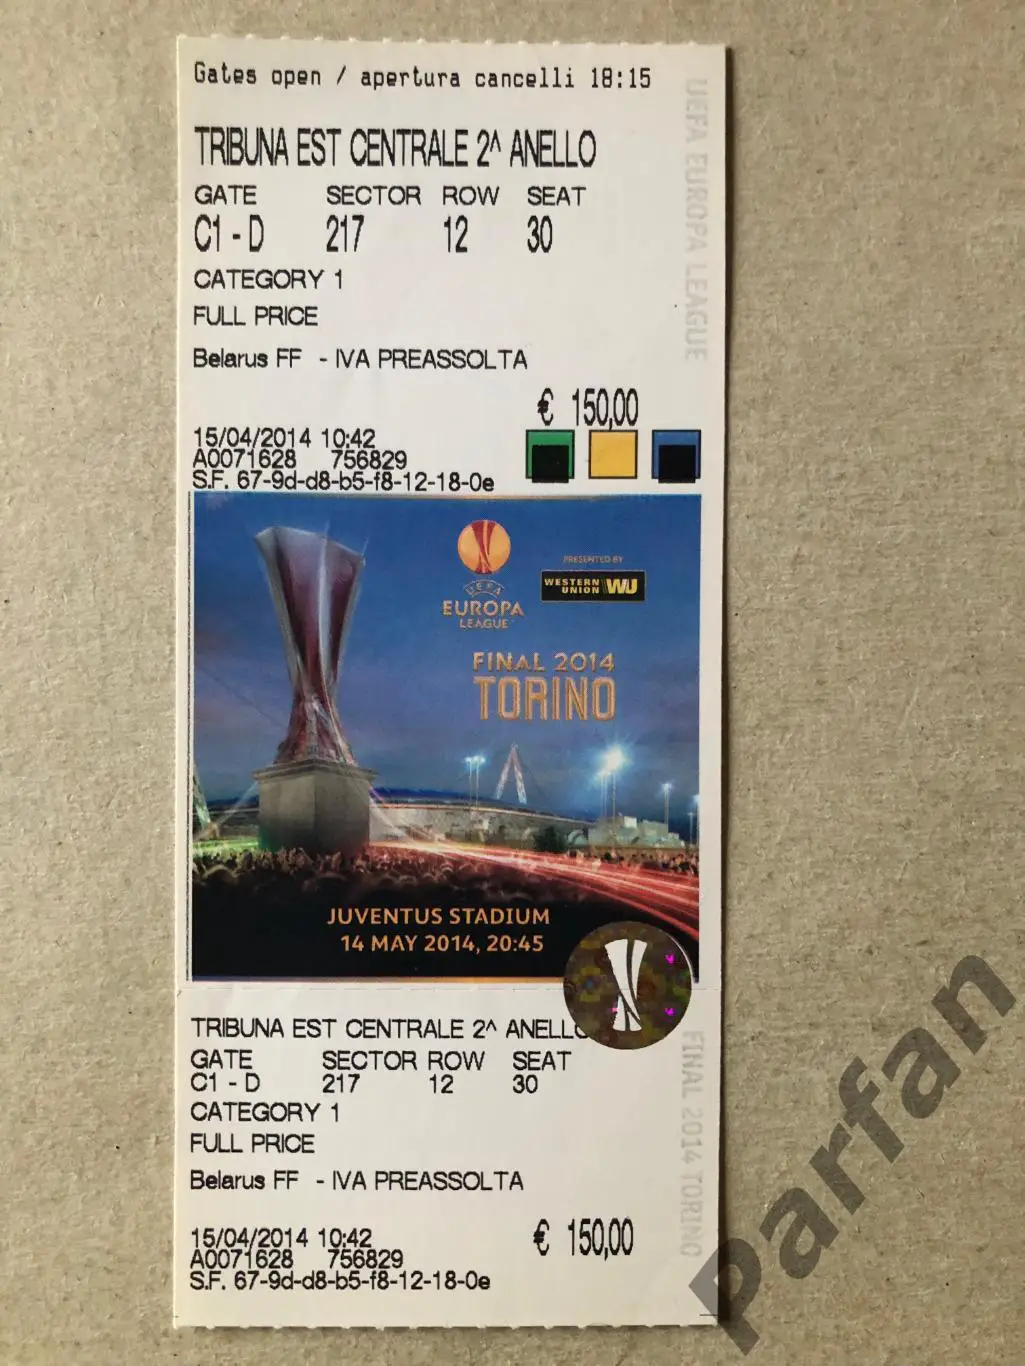 Gates open / apertura cancelli 18:15
TRIBUNA EST CENTRALE 2^ ANELLO
GATE SECTOR ROW SEAT
C1-D 217 12 30
CATEGORY 1
FULL PRICE
Belarus FF - IVA PREASSOLTA
€ 150,00
15/04/2014 10:42
A0071628 756829
S.F. 67-9d-d8-b5-f8-12-18-0e
UEFA EUROPA LEAGUE
UEFA
EUROPA
LEAGUE
PRESENTED BY
WESTERN
UNION WU
FINAL 2014
TORINO
JUVENTUS STADIUM
14 MAY 2014, 20:45
TRIBUNA EST CENTRALE 2^ ANELLO
GATE SECTOR ROW SEAT
C1-D 217 12 30
CATEGORY 1
FULL PRICE
Belarus FF - IVA PREASSOLTA
15/04/2014 10:42
€ 150,00
A0071628 756829
S.F. 67-9d-d8-b5-f8-12-18-0e
FINAL 2014 TORINO
Parfan